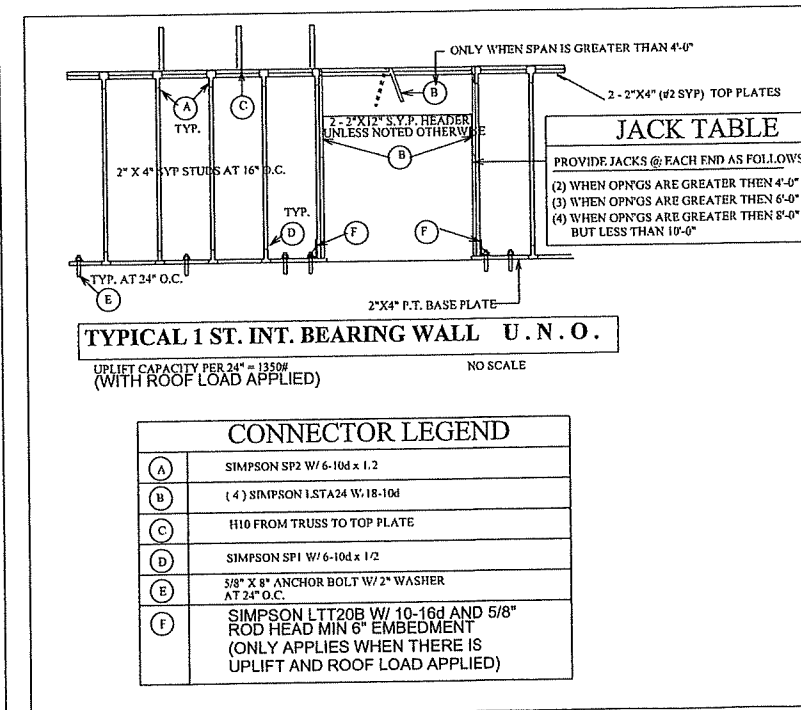 ONLY WHEN SPAN IS GREATER THAN 4'-0"
B
2 - 2"X4" (#2 SYP) TOP PLATES
A
TYP.
C
2 - 2"X12" S.Y.P. HEADER
UNLESS NOTED OTHERWISE
B
2" X 4" SYP STUDS AT 16" O.C.
JACK TABLE
PROVIDE JACKS @ EACH END AS FOLLOWS
(2) WHEN OPN'GS ARE GREATER THEN 4'-0"
(3) WHEN OPN'GS ARE GREATER THEN 6'-0"
(4) WHEN OPN'GS ARE GREATER THEN 8'-0"
BUT LESS THAN 10'-0"
TYP.
D
F
F
TYP. AT 24" O.C.
E
2"X4" P.T. BASE PLATE
TYPICAL 1 ST. INT. BEARING WALL U.N.O.
UPLIFT CAPACITY PER 24" = 1350#
(WITH ROOF LOAD APPLIED)
NO SCALE
CONNECTOR LEGEND
A SIMPSON SP2 W/ 6-10d x 1.2
B ( 4 ) SIMPSON LSTA24 W/ 18-10d
C H10 FROM TRUSS TO TOP PLATE
D SIMPSON SP1 W/ 6-10d x 1/2
E 5/8" X 8" ANCHOR BOLT W/ 2" WASHER
AT 24" O.C.
F SIMPSON LTT20B W/ 10-16d AND 5/8"
ROD HEAD MIN 6" EMBEDMENT
(ONLY APPLIES WHEN THERE IS
UPLIFT AND ROOF LOAD APPLIED)